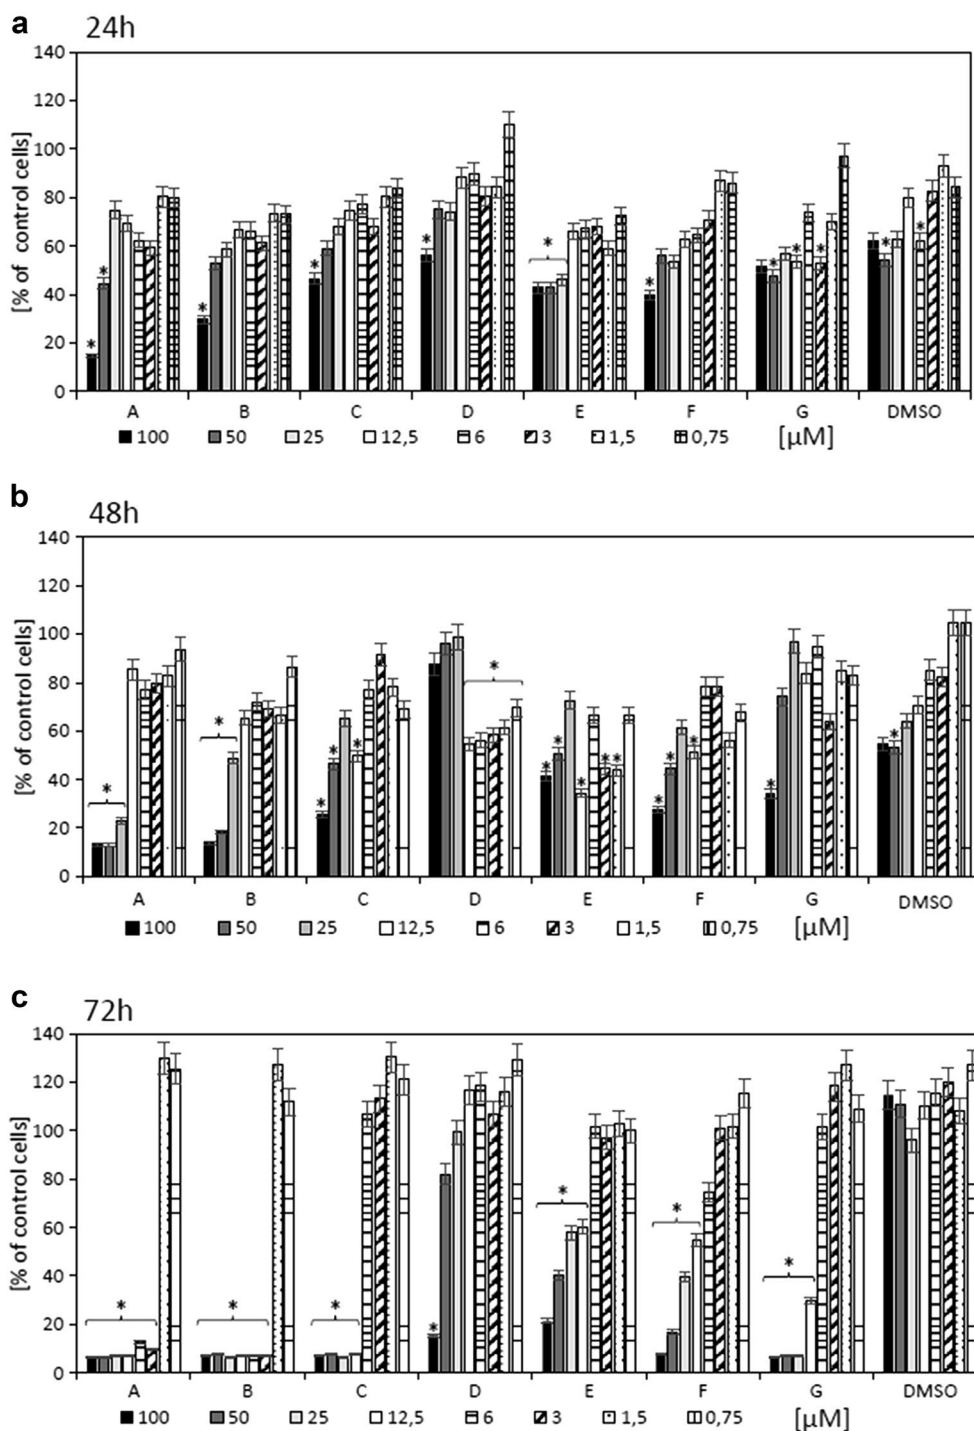 a
24h
140
120
100
80
60
40
20
0
[% of control cells]
* * * * * * * * * * * *
A B C D E F G DMSO
100 50 25 12,5 6 3 1,5 0,75 [µM]
b
48h
140
120
100
80
60
40
20
0
[% of control cells]
* * * * * * * * * * * * * * * * *
A B C D E F G DMSO
100 50 25 12,5 6 3 1,5 0,75 [µM]
c
72h
140
120
100
80
60
40
20
0
[% of control cells]
* * * * * * *
A B C D E F G DMSO
100 50 25 12,5 6 3 1,5 0,75 [µM]